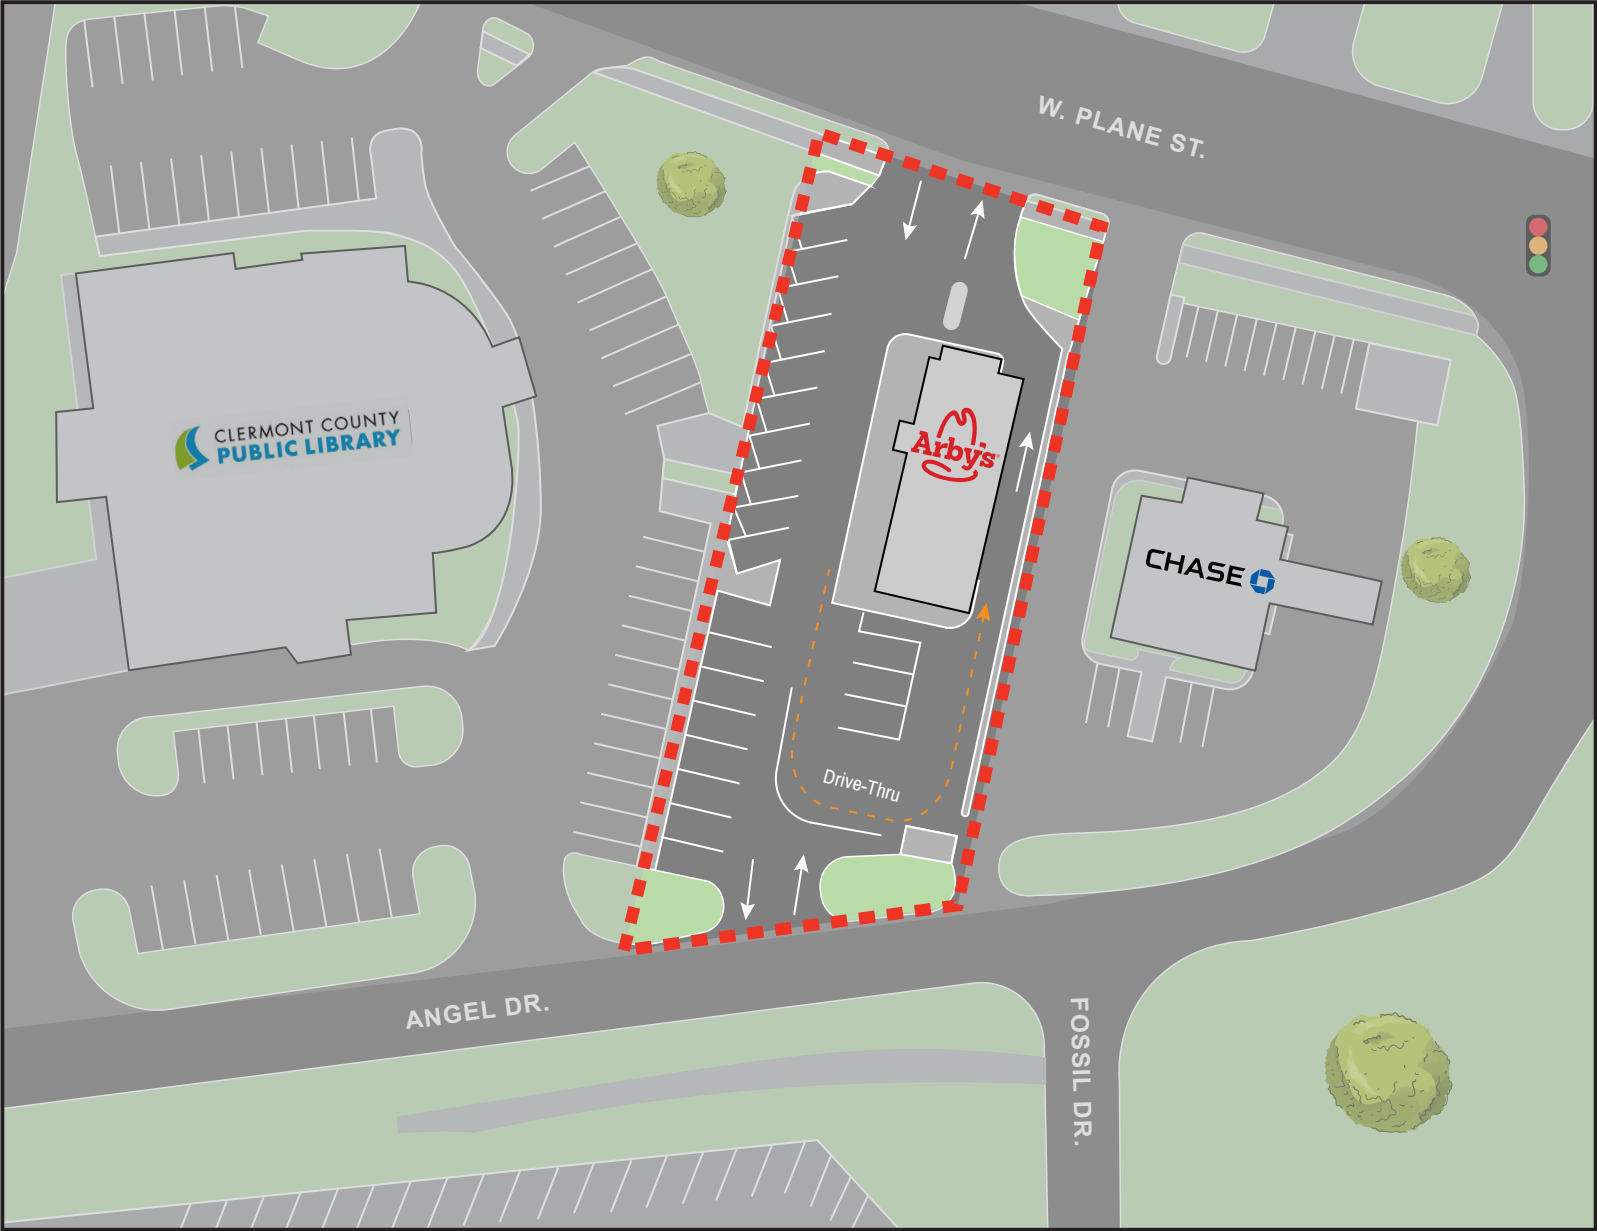 W. PLANE ST.
CLERMONT COUNTY
PUBLIC LIBRARY
Arby's
CHASE
Drive-Thru
ANGEL DR.
FOSSIL DR.